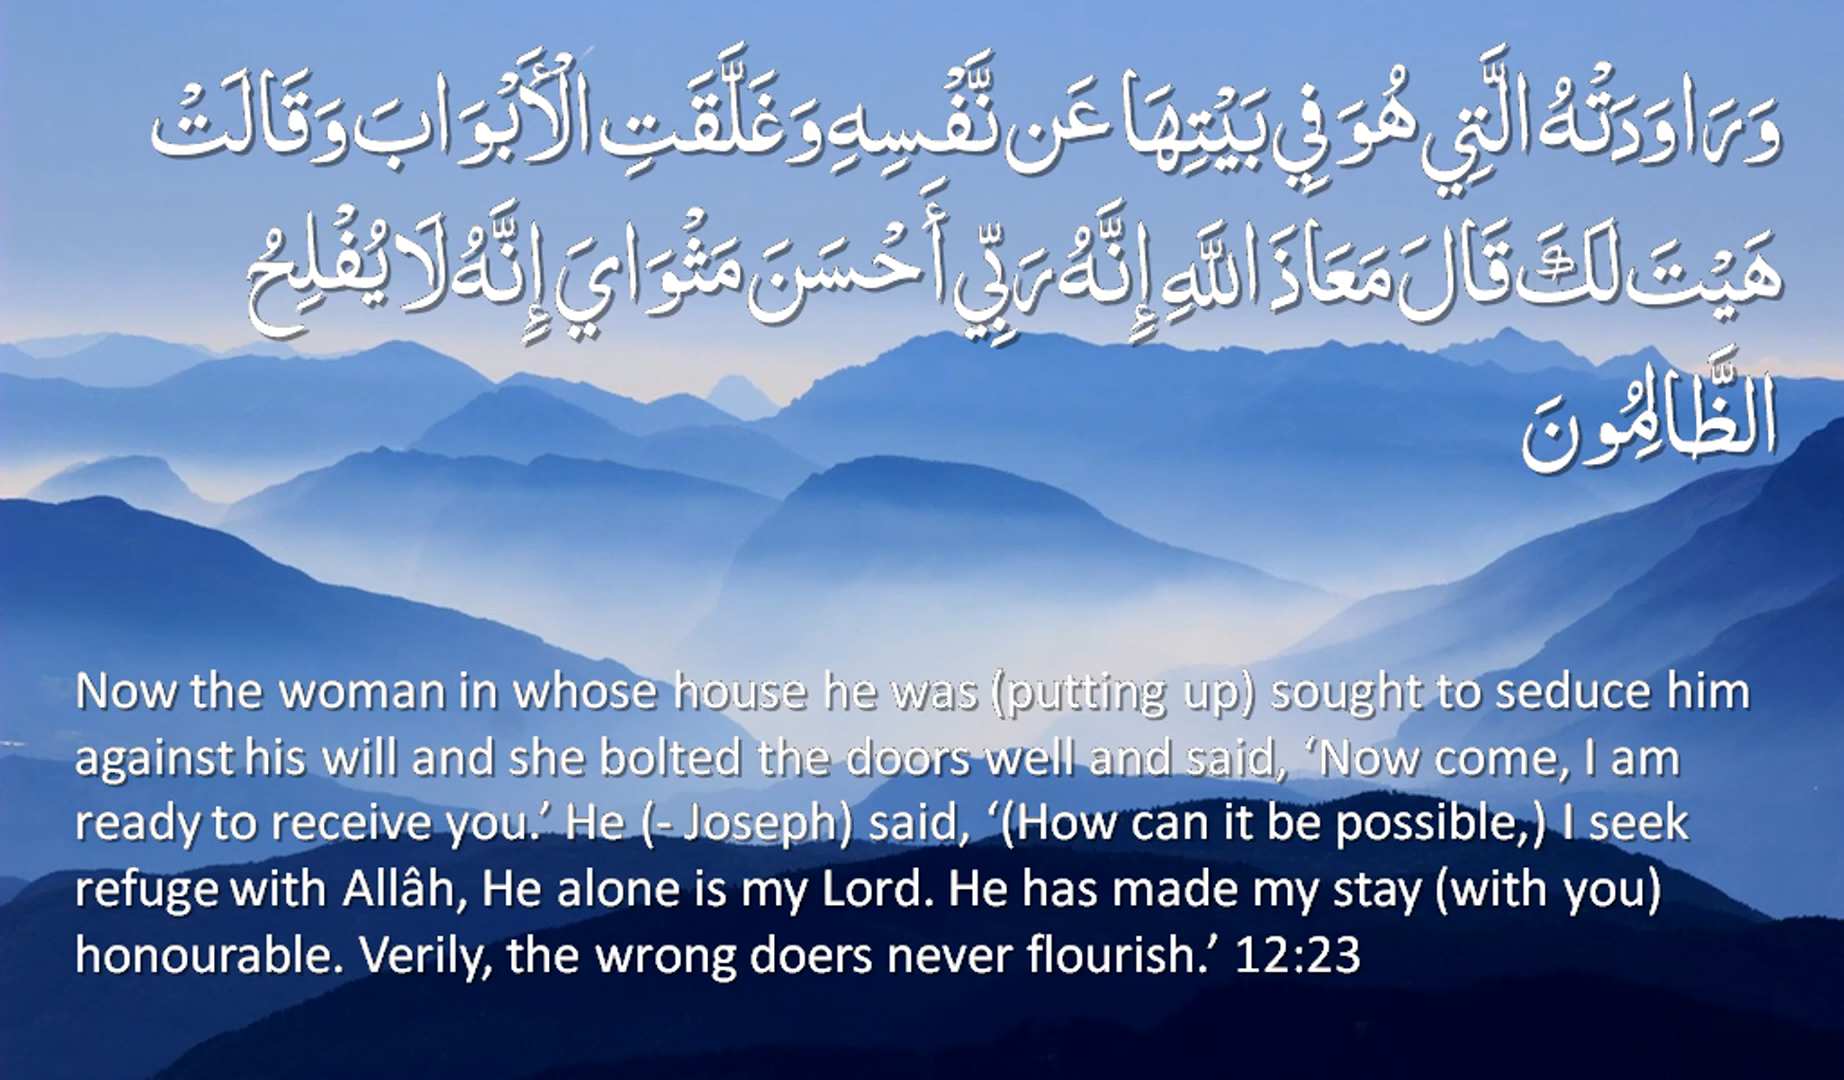 وَرَاوَدَتْهُ الَّتِي هُوَ فِي بَيْتِهَا عَن نَّفْسِهِ وَغَلَّقَتِ الْأَبْوَابَ وَقَالَتْ
هَيْتَ لَكَ قَالَ مَعَاذَ اللَّهِ إِنَّهُ رَبِّي أَحْسَنَ مَثْوَايَ إِنَّهُ لَا يُفْلِحُ
الظَّالِمُونَ
Now the woman in whose house he was (putting up) sought to seduce him
against his will and she bolted the doors well and said, ‘Now come, I am
ready to receive you.’ He (- Joseph) said, ‘(How can it be possible,) I seek
refuge with Allâh, He alone is my Lord. He has made my stay (with you)
honourable. Verily, the wrong doers never flourish.’ 12:23